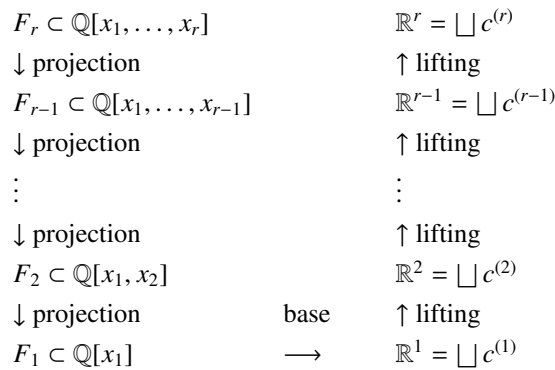 F_r ⊂ ℚ[x_1, . . . , x_r] ℝ^r = ⨆ c^(r)
↓ projection ↑ lifting
F_{r−1} ⊂ ℚ[x_1, . . . , x_{r−1}] ℝ^{r−1} = ⨆ c^(r−1)
↓ projection ↑ lifting
⋮ ⋮
↓ projection ↑ lifting
F_2 ⊂ ℚ[x_1, x_2] ℝ^2 = ⨆ c^(2)
↓ projection base ↑ lifting
F_1 ⊂ ℚ[x_1] ⟶ ℝ^1 = ⨆ c^(1)